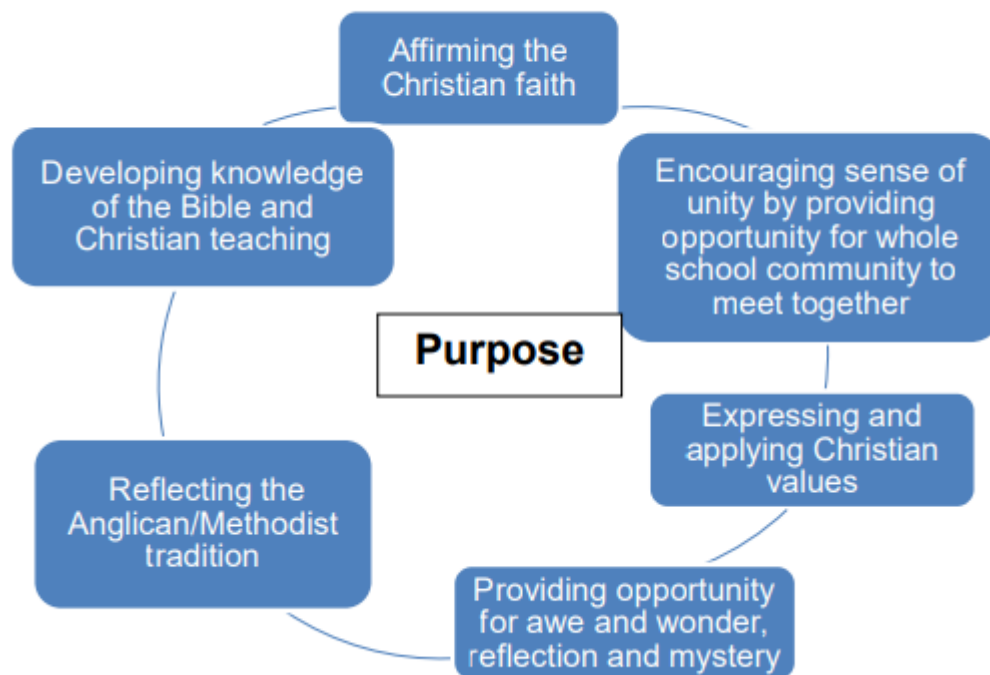 Affirming the
Christian faith
Encouraging sense of
unity by providing
opportunity for whole
school community to
meet together
Expressing and
applying Christian
values
Providing opportunity
for awe and wonder,
reflection and mystery
Reflecting the
Anglican/Methodist
tradition
Developing knowledge
of the Bible and
Christian teaching
Purpose